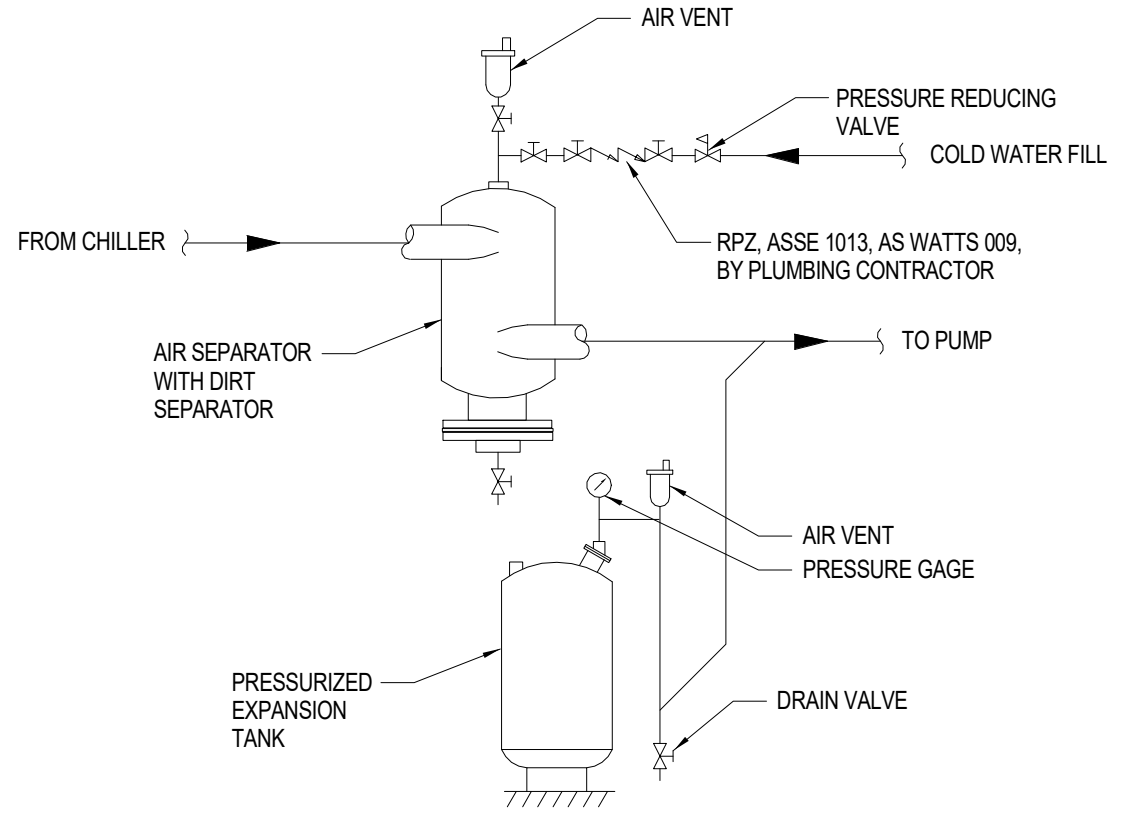 AIR VENT
PRESSURE REDUCING
VALVE
COLD WATER FILL
FROM CHILLER
RPZ, ASSE 1013, AS WATTS 009,
BY PLUMBING CONTRACTOR
TO PUMP
AIR SEPARATOR
WITH DIRT
SEPARATOR
AIR VENT
PRESSURE GAGE
PRESSURIZED
EXPANSION
TANK
DRAIN VALVE